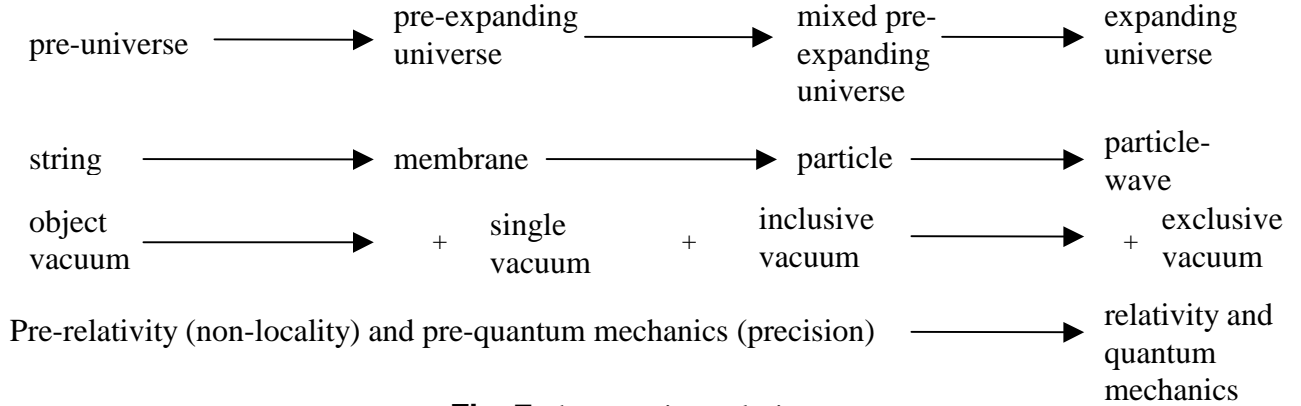 pre-universe
pre-expanding
universe
mixed pre-
expanding
universe
expanding
universe
string
membrane
particle
particle-
wave
object
vacuum
+
single
vacuum
+
inclusive
vacuum
+
exclusive
vacuum
Pre-relativity (non-locality) and pre-quantum mechanics (precision)
relativity and
quantum
mechanics